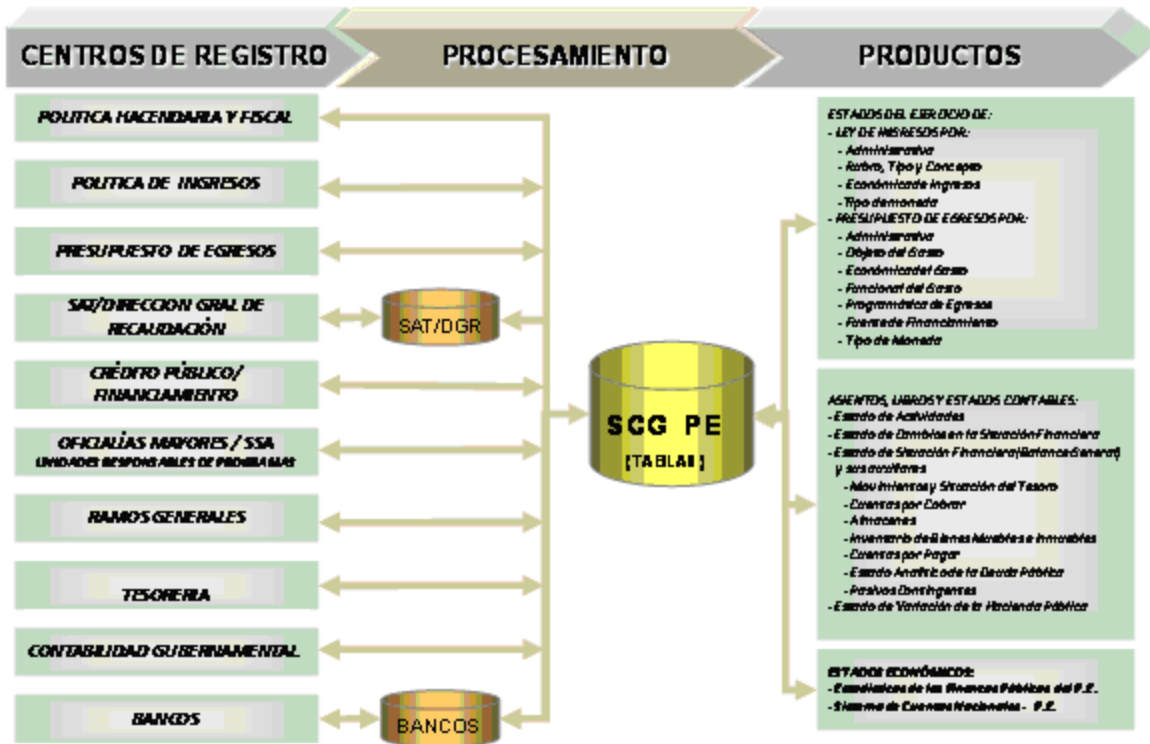 CENTROS DE REGISTRO
PROCESAMIENTO
PRODUCTOS
POLITICA HACENDARIA Y FISCAL
POLITICA DE INGRESOS
PRESUPUESTO DE EGRESOS
SAT/DIRECCION GRAL DE
RECAUDACIÓN
CRÉDITO PÚBLICO/
FINANCIAMIENTO
OFICIALÍAS MAYORES / SSA
UNIDADES RESPONSABLES DE PROGRAMAS
RAMOS GENERALES
TESORERIA
CONTABILIDAD GUBERNAMENTAL
BANCOS
SAT/DGR
BANCOS
SCG PE
(TABLAS)
ESTADOS DEL EJERCICIO DE:
- LEY DE INGRESOS POR:
- Administrativa
- Rubro, Tipo y Concepto
- Económica de Ingresos
- Tipo de moneda
- PRESUPUESTO DE EGRESOS POR:
- Administrativa
- Objeto del Gasto
- Económica del Gasto
- Funcional del Gasto
- Programática de Egresos
- Fuente de Financiamiento
- Tipo de Moneda
ASIENTOS, LIBROS Y ESTADOS CONTABLES:
- Estado de Actividades
- Estado de Cambios en la Situación Financiera
- Estado de Situación Financiera (Balance General)
y sus auxiliares
- Movimientos y Situación del Tesoro
- Cuentas por Cobrar
- Almacenes
- Inventario de Bienes Muebles e Inmuebles
- Cuentas por Pagar
- Estado Analítico de la Deuda Pública
- Pasivos Contingentes
- Estado de Variación de la Hacienda Pública
ESTADOS ECONÓMICOS:
- Estadísticas de las Finanzas Públicas del P.E.
- Sistema de Cuentas Nacionales - P.E.